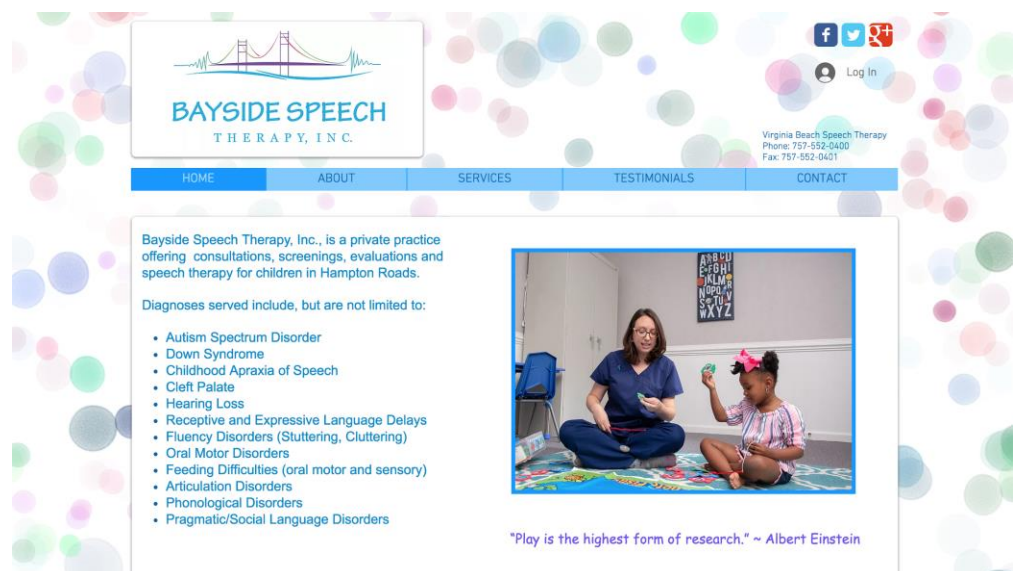 f
g+
Log In
BAYSIDE SPEECH
THERAPY, INC.
Virginia Beach Speech Therapy
Phone: 757-552-0400
Fax: 757-552-0401
HOME ABOUT SERVICES TESTIMONIALS CONTACT
Bayside Speech Therapy, Inc., is a private practice
offering consultations, screenings, evaluations and
speech therapy for children in Hampton Roads.
Diagnoses served include, but are not limited to:
• Autism Spectrum Disorder
• Down Syndrome
• Childhood Apraxia of Speech
• Cleft Palate
• Hearing Loss
• Receptive and Expressive Language Delays
• Fluency Disorders (Stuttering, Cluttering)
• Oral Motor Disorders
• Feeding Difficulties (oral motor and sensory)
• Articulation Disorders
• Phonological Disorders
• Pragmatic/Social Language Disorders
A B C D
E F G H I
J K L M
N O P Q R
S T U V
W X Y Z
"Play is the highest form of research." ~ Albert Einstein